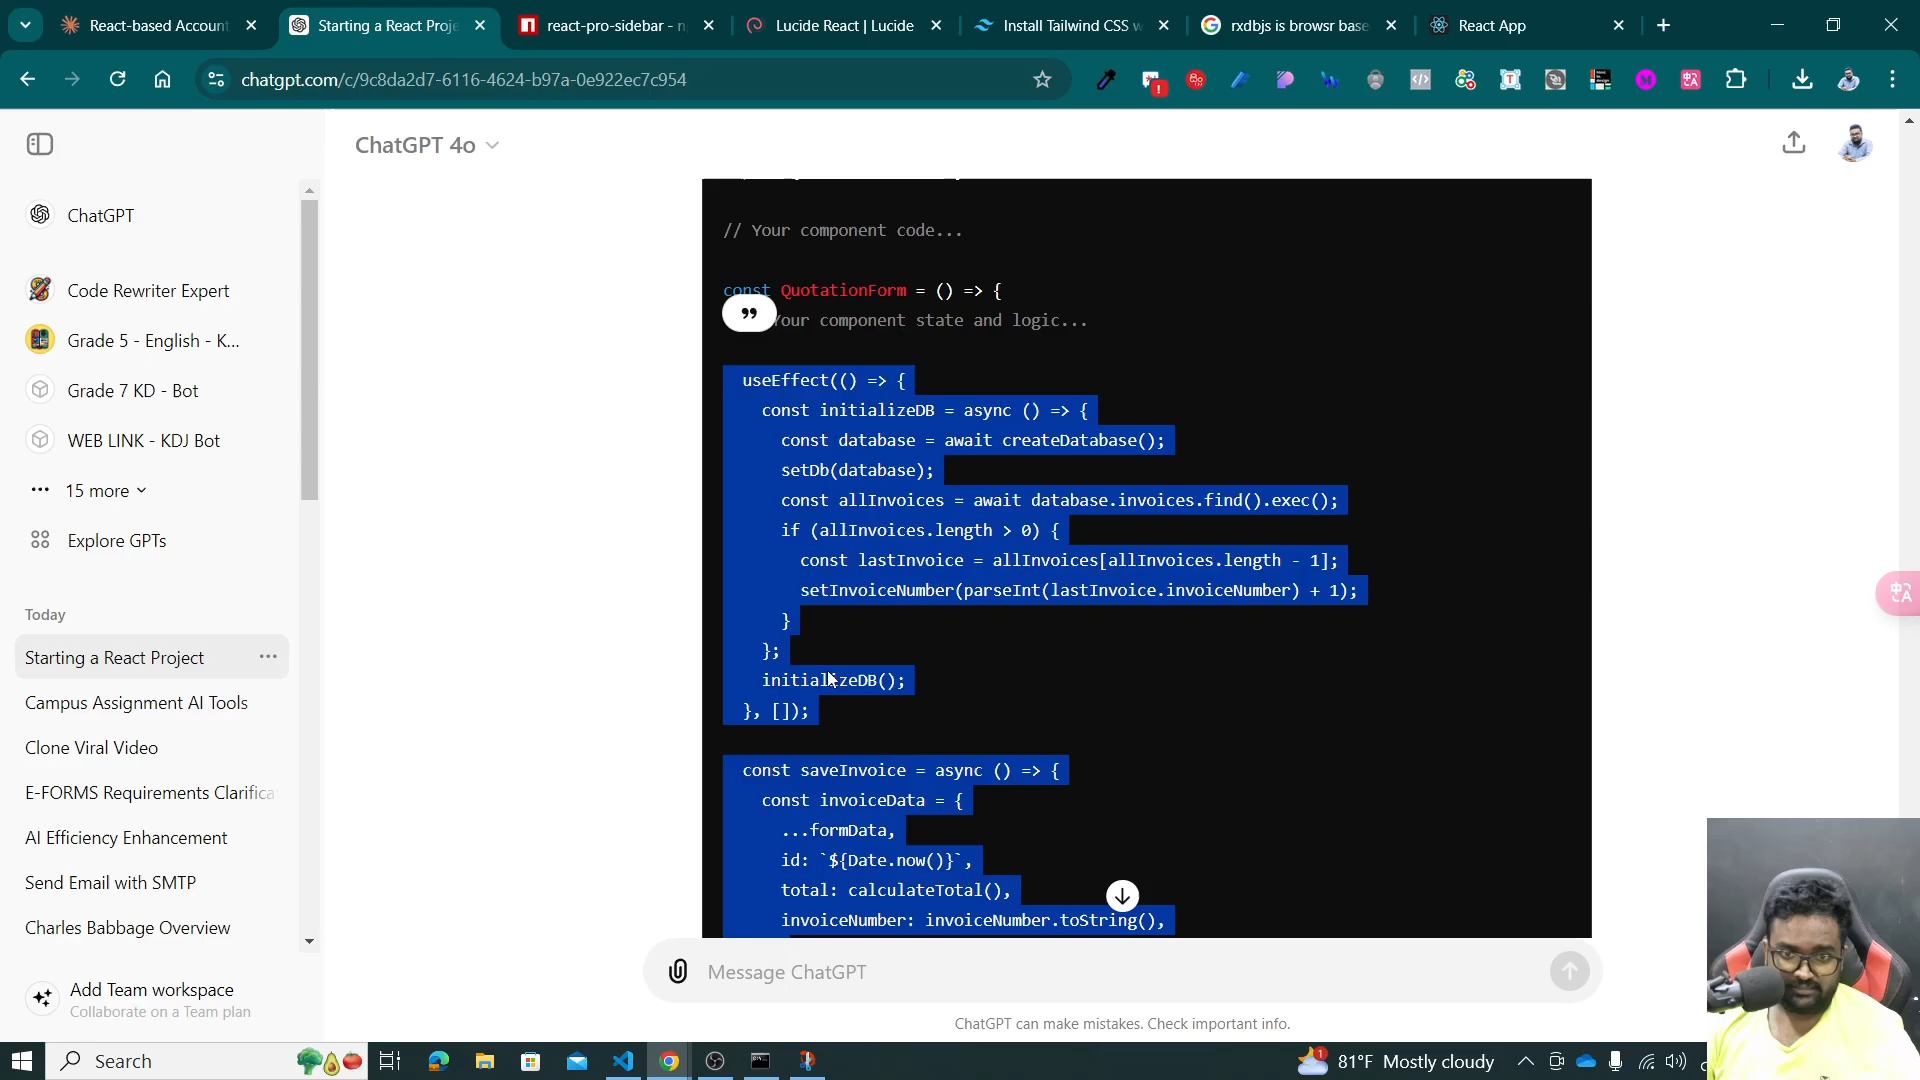 React-based Account
Starting a React Proje
react-pro-sidebar - n
Lucide React | Lucide
Install Tailwind CSS w
rxdbjs is browsr base
React App
chatgpt.com/c/9c8da2d7-6116-4624-b97a-0e922ec7c954
ChatGPT 4o
ChatGPT
Code Rewriter Expert
Grade 5 - English - K...
Grade 7 KD - Bot
WEB LINK - KDJ Bot
15 more
Explore GPTs
Today
Starting a React Project
Campus Assignment AI Tools
Clone Viral Video
E-FORMS Requirements Clarifica
AI Efficiency Enhancement
Send Email with SMTP
Charles Babbage Overview
Add Team workspace
Collaborate on a Team plan
// Your component code...
const QuotationForm = () => {
Your component state and logic...
useEffect(() => {
const initializeDB = async () => {
const database = await createDatabase();
setDb(database);
const allInvoices = await database.invoices.find().exec();
if (allInvoices.length > 0) {
const lastInvoice = allInvoices[allInvoices.length - 1];
setInvoiceNumber(parseInt(lastInvoice.invoiceNumber) + 1);
}
};
initializeDB();
}, []);
const saveInvoice = async () => {
const invoiceData = {
...formData,
id: `${Date.now()}`,
total: calculateTotal(),
invoiceNumber: invoiceNumber.toString(),
Message ChatGPT
ChatGPT can make mistakes. Check important info.
Search
81°F Mostly cloudy